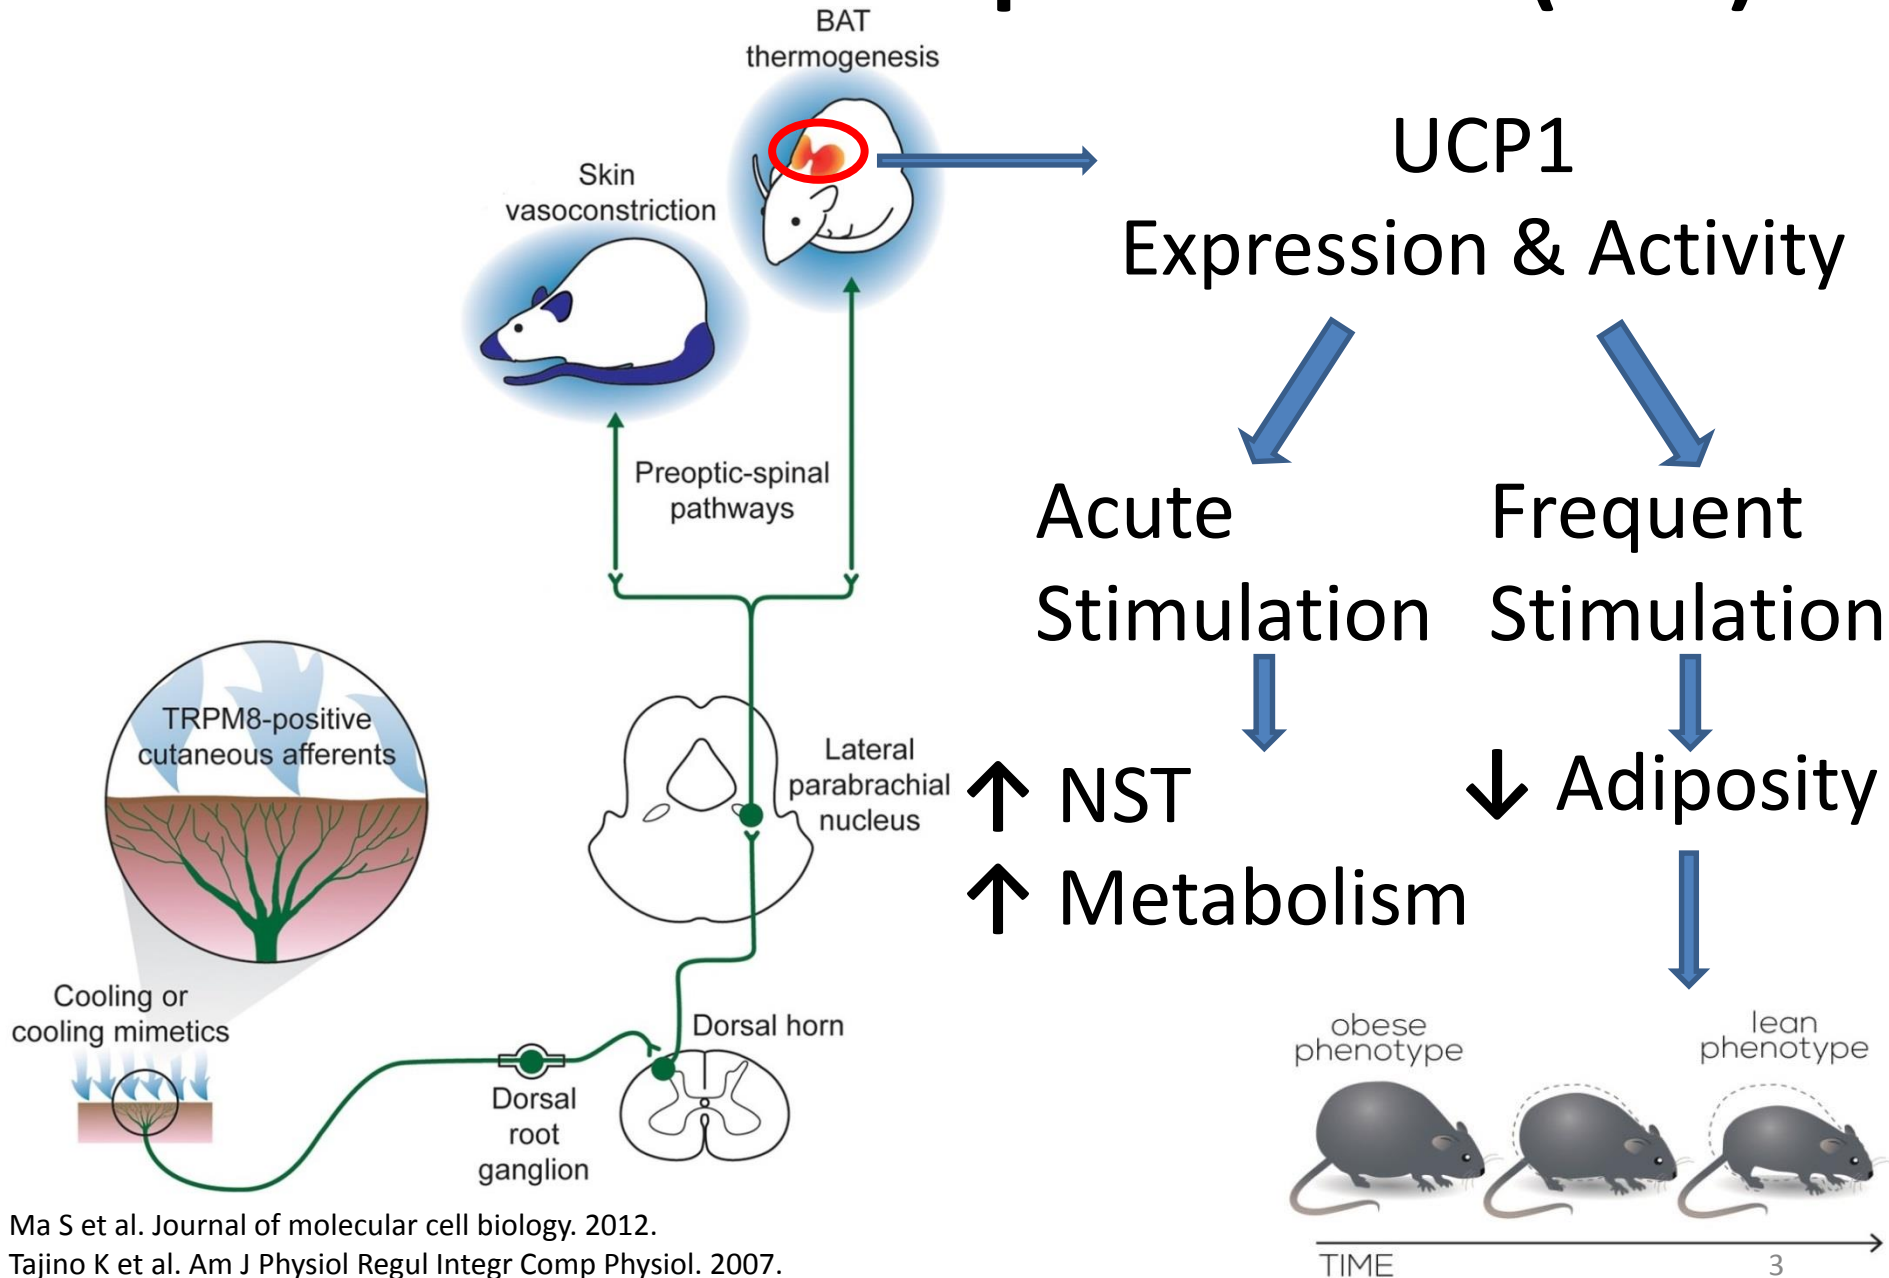 BAT
thermogenesis
Skin
vasoconstriction
UCP1
Expression & Activity
Preoptic-spinal
pathways
Acute
Stimulation
Frequent
Stimulation
TRPM8-positive
cutaneous afferents
Lateral
parabrachial
nucleus
↑ NST
↑ Metabolism
↓ Adiposity
Cooling or
cooling mimetics
Dorsal horn
Dorsal
root
ganglion
obese
phenotype
lean
phenotype
TIME
3
Ma S et al. Journal of molecular cell biology. 2012.
Tajino K et al. Am J Physiol Regul Integr Comp Physiol. 2007.